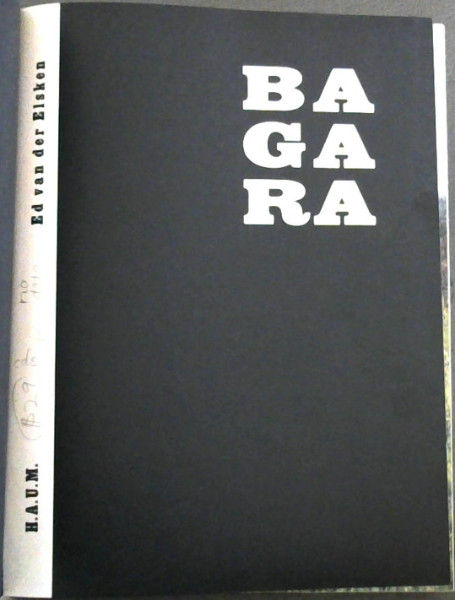 BA
GA
RA
Ed van der Elsken
H.A.U.M.